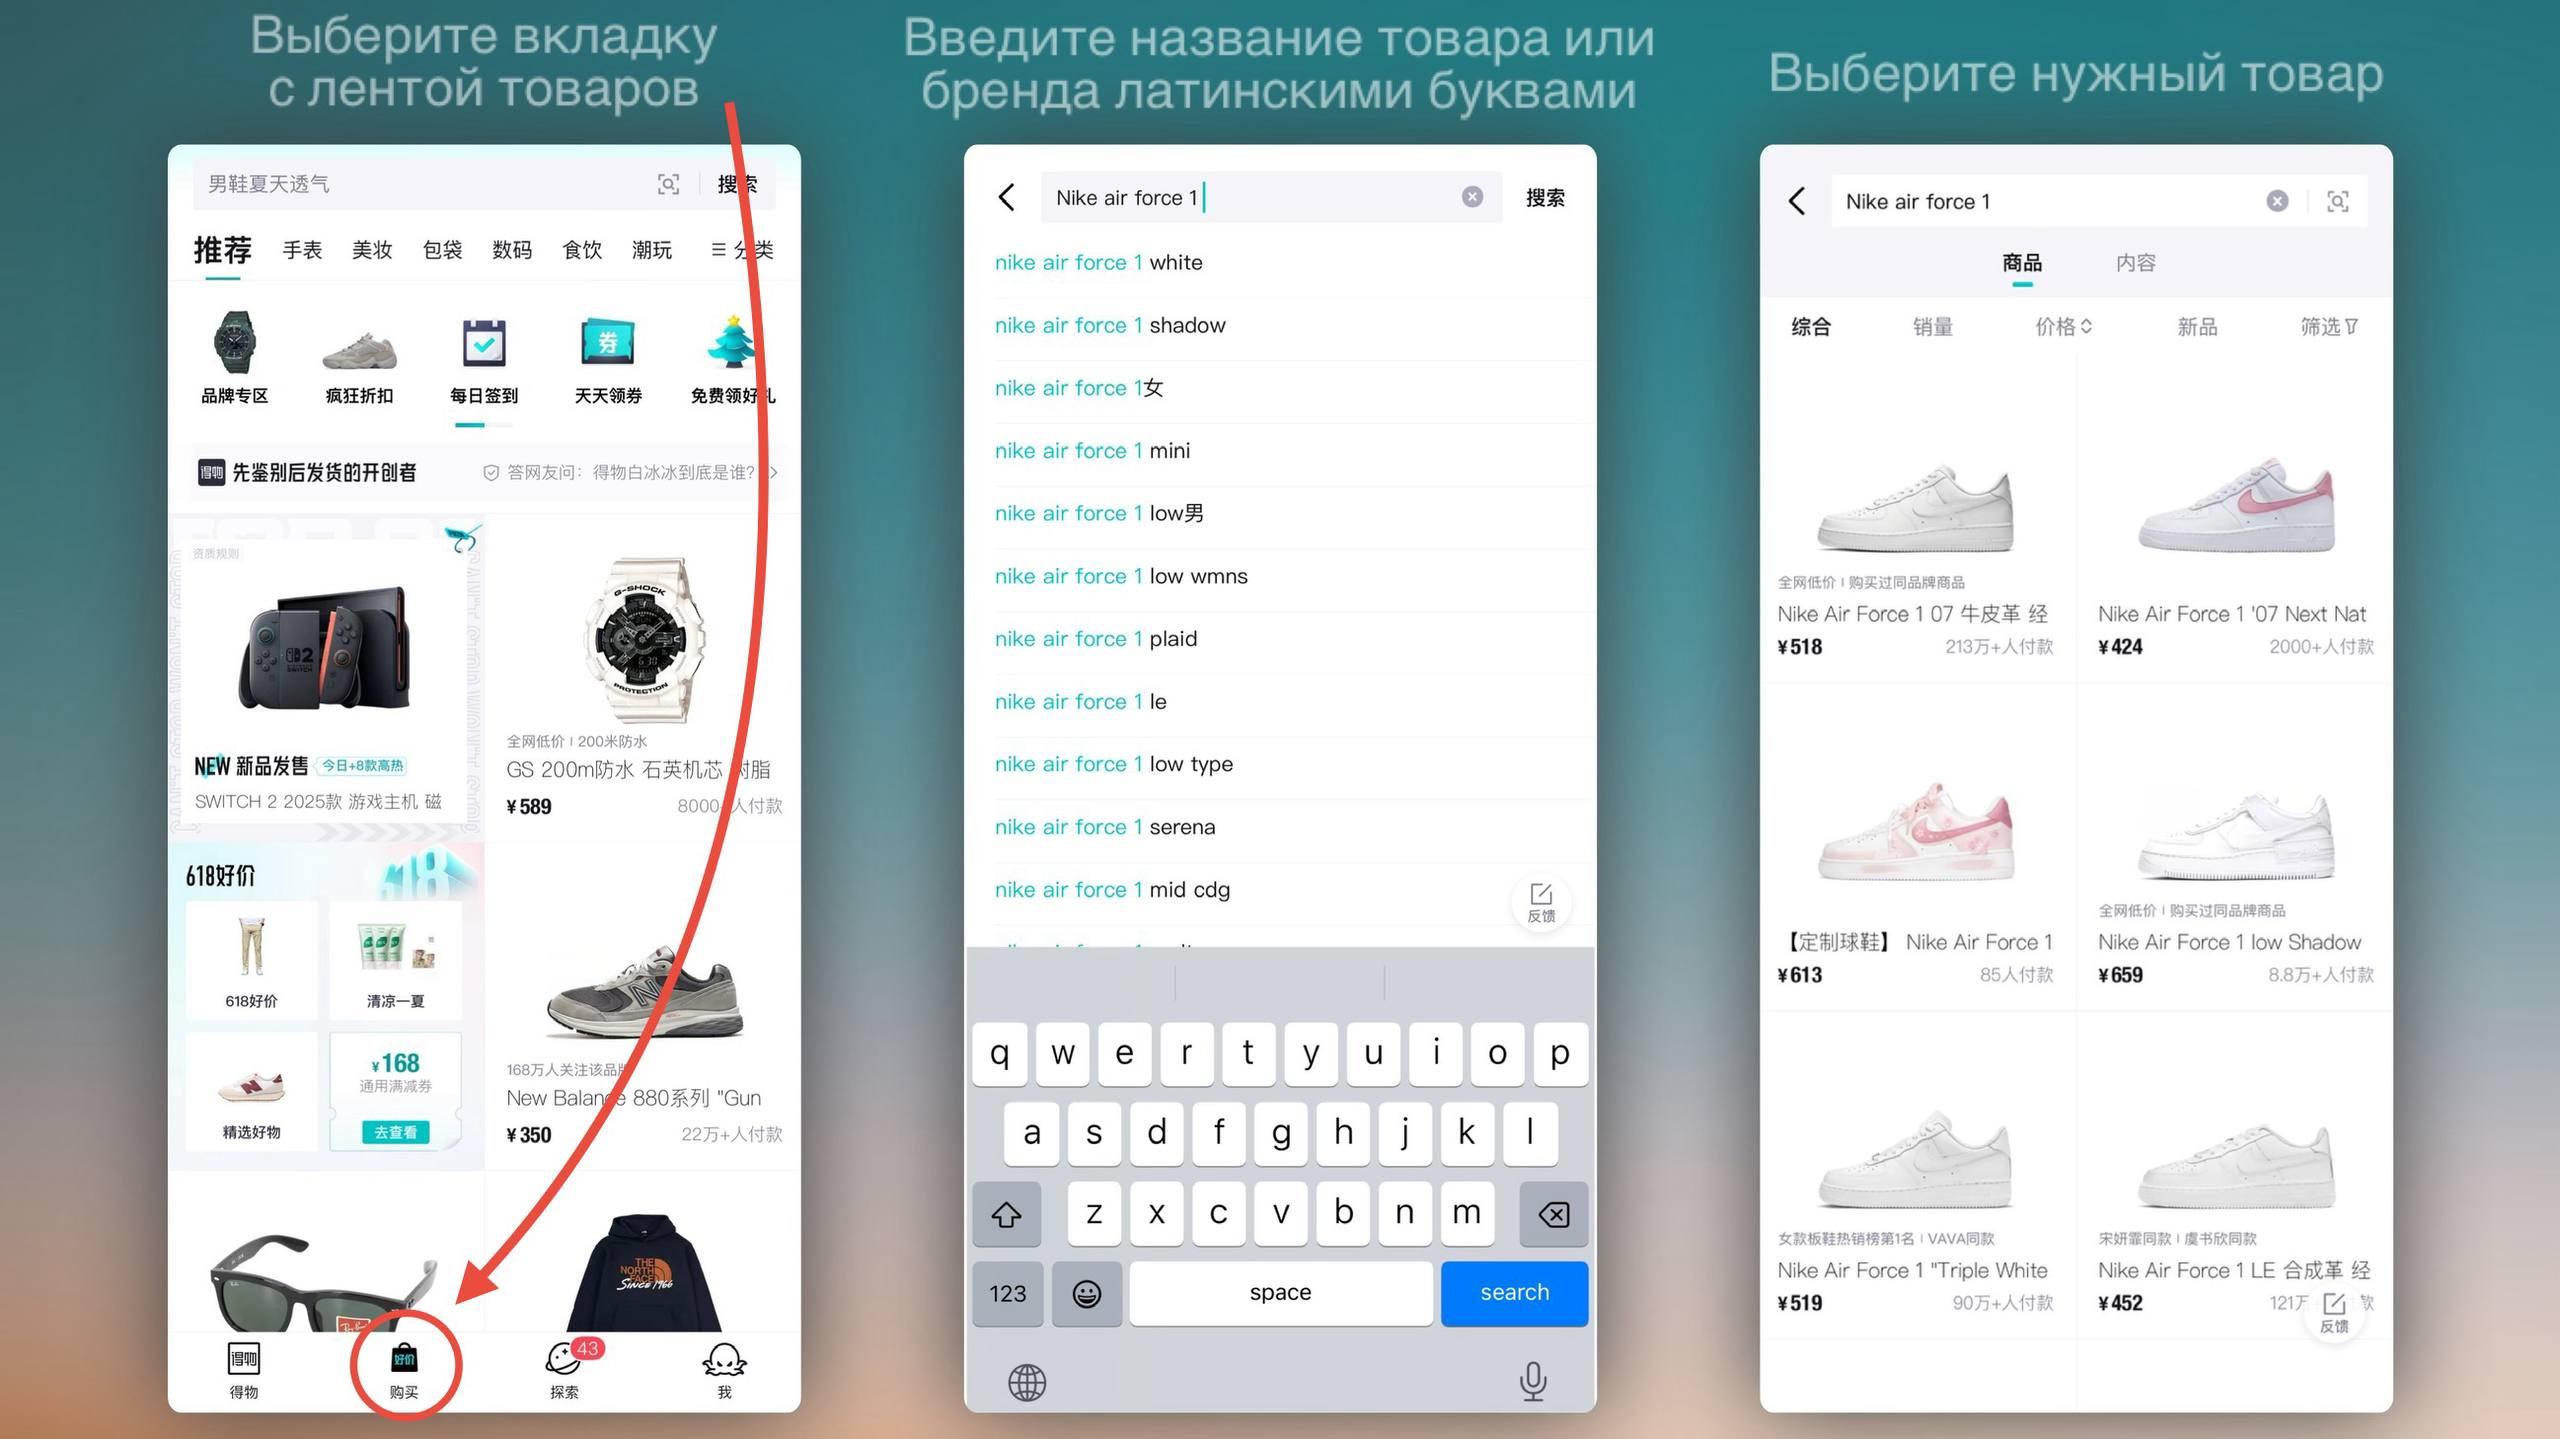 Выберите вкладку
с лентой товаров
男鞋夏天透气
搜索
推荐 手表 美妆 包袋 数码 食饮 潮玩 分类
品牌专区 疯狂折扣 每日签到 天天领券 免费领好礼
券
得物 先鉴别后发货的开创者 答网友问：得物白冰冰到底是谁?
资质规则
NEW 新品发售 今日+8款高热
SWITCH 2 2025款 游戏主机 磁
G-SHOCK
PROTECTION
全网低价 | 200米防水
GS 200m防水 石英机芯 树脂
¥589 8000+人付款
618好价
618
618好价 清凉一夏
精选好物
¥168
通用满减券
去查看
168万人关注该品牌
New Balance 880系列 "Gun
¥350 22万+人付款
Ray-Ban
THE
NORTH
FACE
SINCE 1966
得物
好价
43
得物 购买 探索 我
Введите название товара или
бренда латинскими буквами
Nike air force 1
搜索
nike air force 1 white
nike air force 1 shadow
nike air force 1女
nike air force 1 mini
nike air force 1 low男
nike air force 1 low wmns
nike air force 1 plaid
nike air force 1 le
nike air force 1 low type
nike air force 1 serena
nike air force 1 mid cdg
反馈
q w e r t y u i o p
a s d f g h j k l
z x c v b n m
123 space search
Выберите нужный товар
Nike air force 1
商品 内容
综合 销量 价格 新品 筛选
全网低价 | 购买过同品牌商品
Nike Air Force 1 07 牛皮革 经
¥518 213万+人付款
Nike Air Force 1 '07 Next Nat
¥424 2000+人付款
【定制球鞋】 Nike Air Force 1
¥613 85人付款
全网低价 | 购买过同品牌商品
Nike Air Force 1 low Shadow
¥659 8.8万+人付款
女款板鞋热销榜第1名 | VAVA同款
Nike Air Force 1 "Triple White
¥519 90万+人付款
宋妍霏同款 | 虞书欣同款
Nike Air Force 1 LE 合成革 经
¥452 121万
反馈